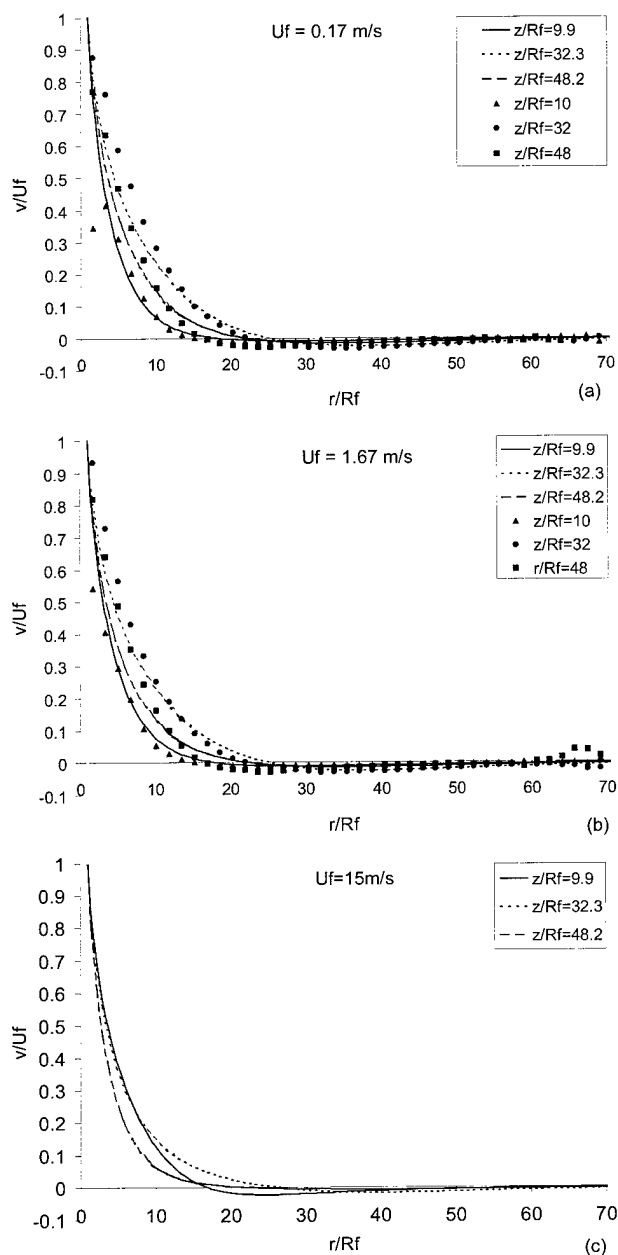 Uf = 0.17 m/s
z/Rf=9.9
z/Rf=32.3
z/Rf=48.2
z/Rf=10
z/Rf=32
z/Rf=48
1
0.9
0.8
0.7
0.6
0.5
0.4
0.3
0.2
0.1
0
-0.1
v/Uf
0 10 20 30 40 50 60 70
r/Rf
(a)
Uf = 1.67 m/s
z/Rf=9.9
z/Rf=32.3
z/Rf=48.2
z/Rf=10
z/Rf=32
r/Rf=48
1
0.9
0.8
0.7
0.6
0.5
0.4
0.3
0.2
0.1
0
-0.1
v/Uf
0 10 20 30 40 50 60 70
r/Rf
(b)
Uf=15m/s
z/Rf=9.9
z/Rf=32.3
z/Rf=48.2
1
0.9
0.8
0.7
0.6
0.5
0.4
0.3
0.2
0.1
0
-0.1
v/Uf
0 10 20 30 40 50 60 70
r/Rf
(c)